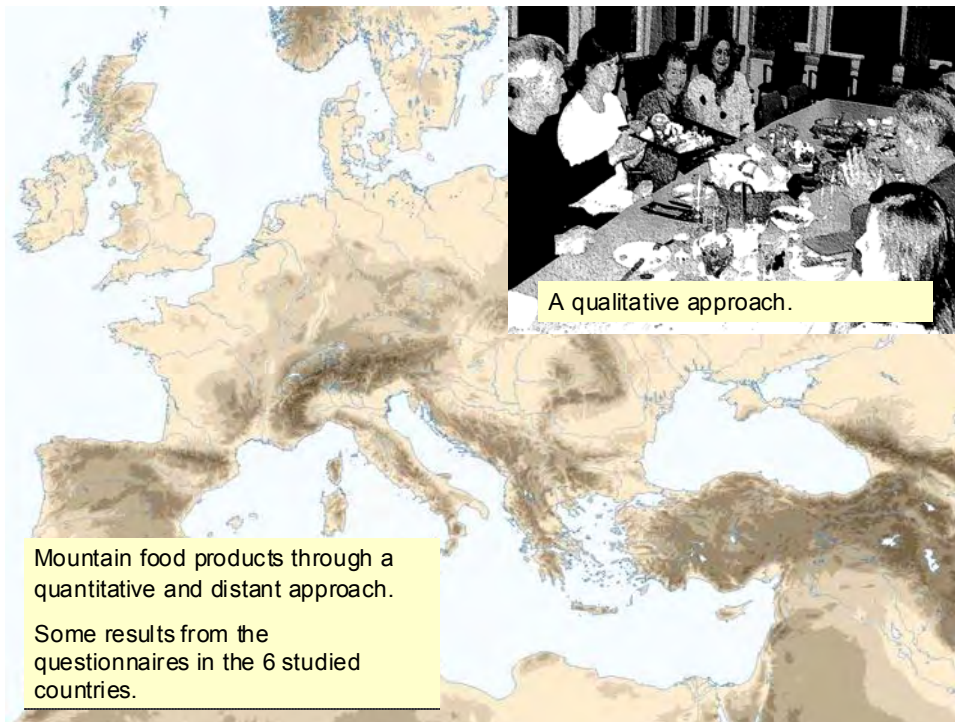 A qualitative approach.
Mountain food products through a
quantitative and distant approach.
Some results from the
questionnaires in the 6 studied
countries.